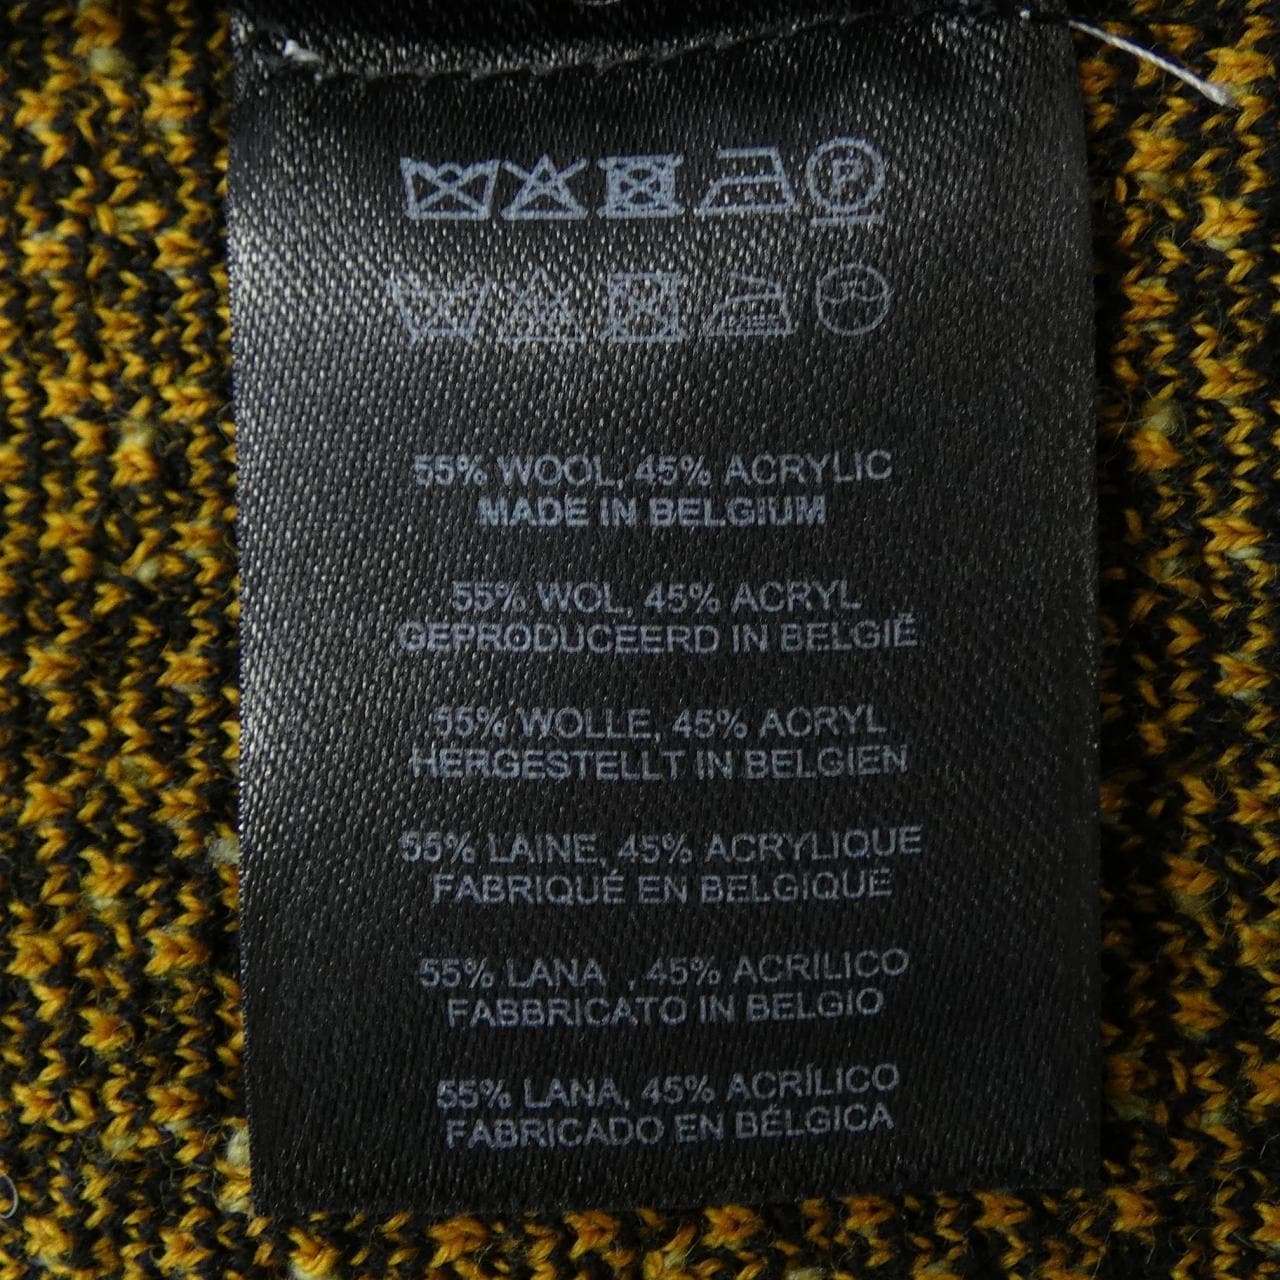 P
55% WOOL, 45% ACRYLIC
MADE IN BELGIUM
55% WOL, 45% ACRYL
GEPRODUCEERD IN BELGIË
55% WOLLE, 45% ACRYL
HERGESTELLT IN BELGIEN
55% LAINE, 45% ACRYLIQUE
FABRIQUÉ EN BELGIQUE
55% LANA , 45% ACRILICO
FABBRICATO IN BELGIO
55% LANA, 45% ACRÍLICO
FABRICADO EN BÉLGICA